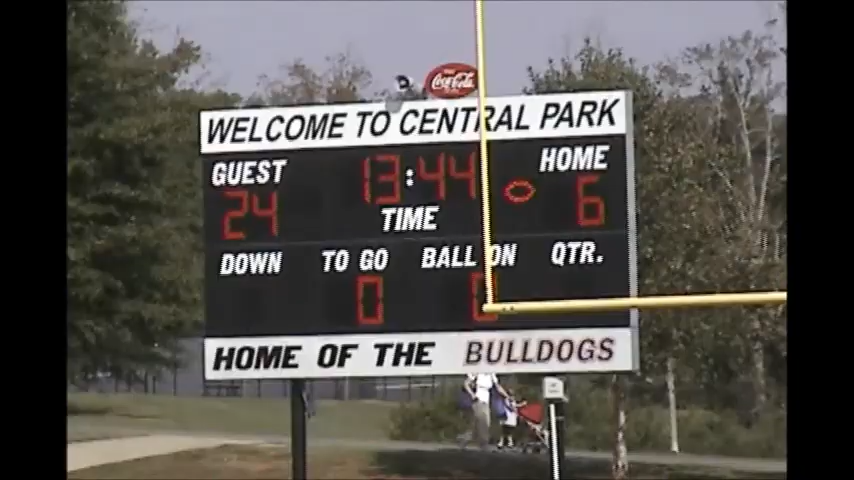 Coca-Cola
WELCOME TO CENTRAL PARK
GUEST 13:44 HOME
24 TIME 6
DOWN TO GO BALL ON QTR.
0 0
HOME OF THE BULLDOGS